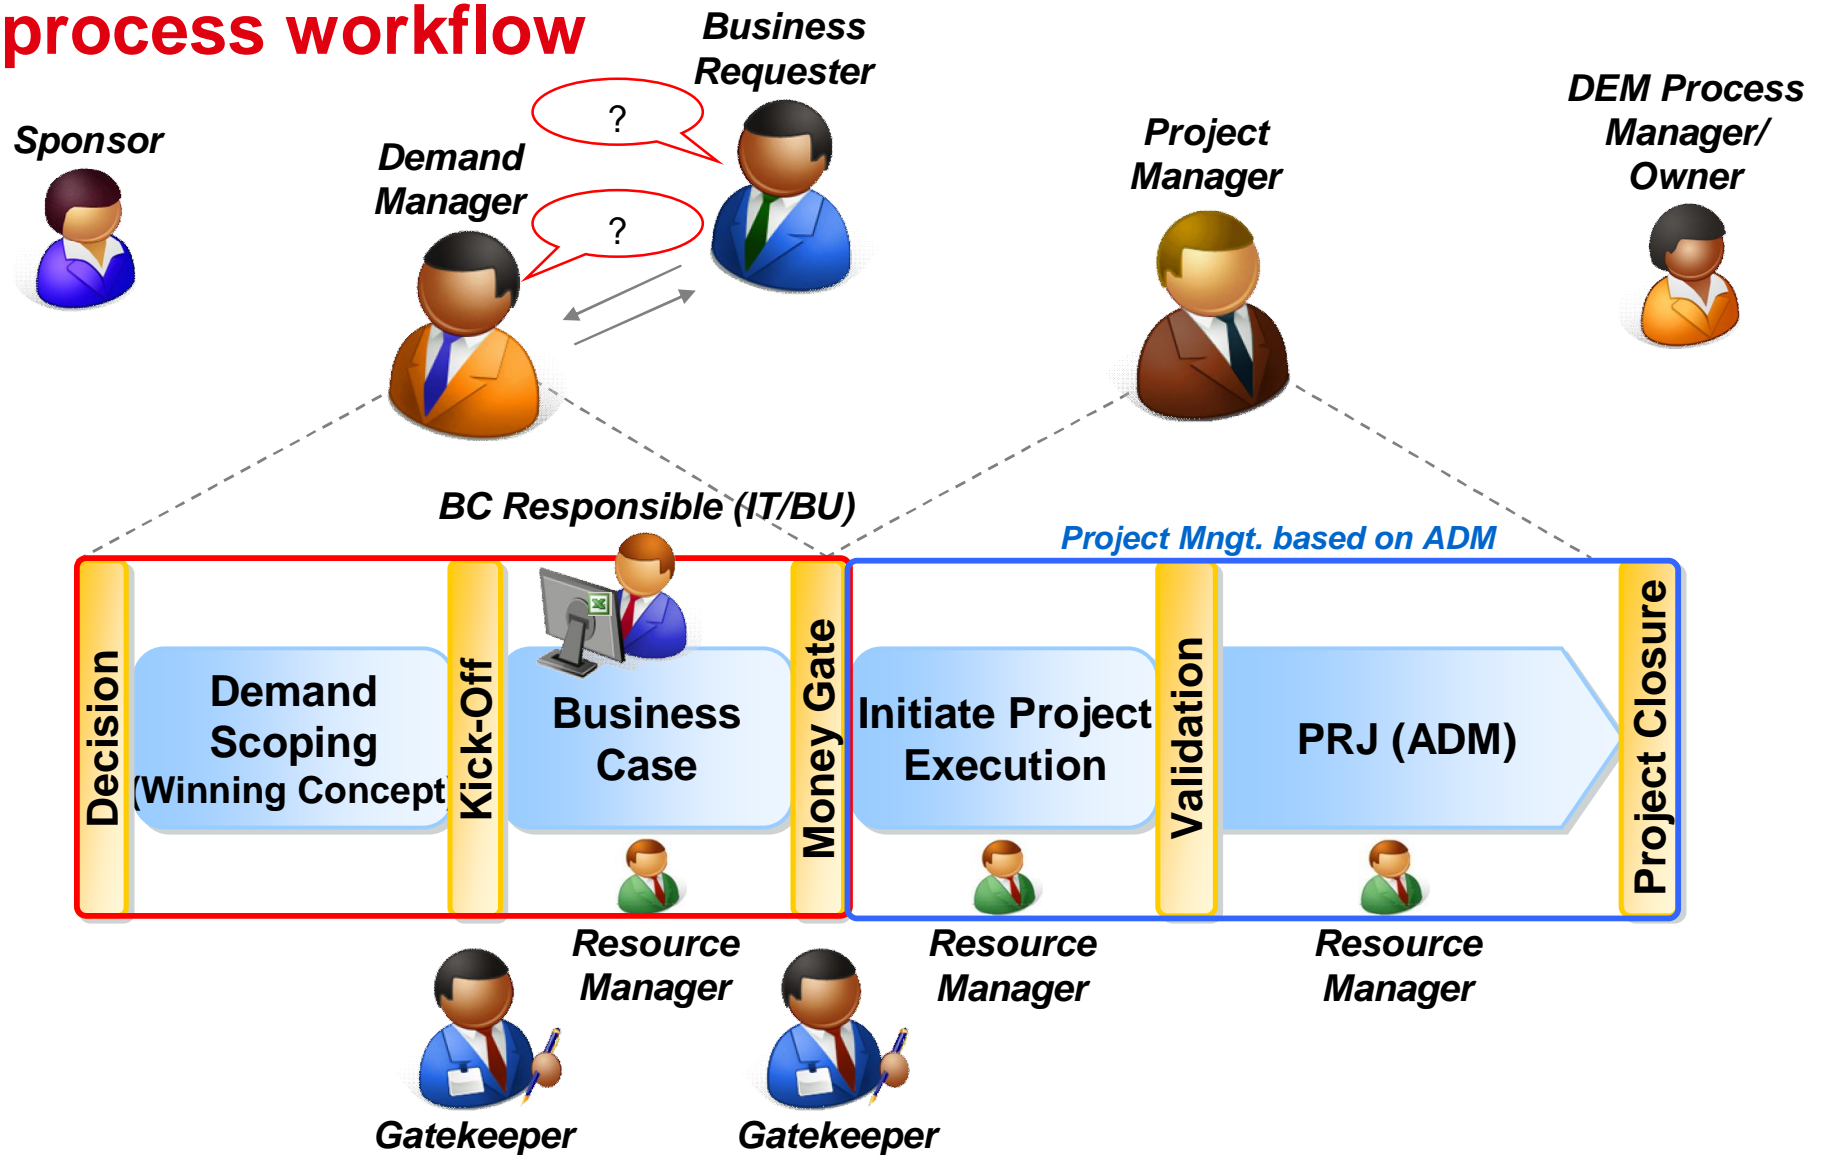 process workflow
Business
Requester
DEM Process
Manager/
Owner
Sponsor
Demand
Manager
Project
Manager
?
?
BC Responsible (IT/BU)
Project Mngt. based on ADM
Decision
Demand
Scoping
(Winning Concept)
Kick-Off
Business
Case
Money Gate
Initiate Project
Execution
Validation
PRJ (ADM)
Project Closure
Resource
Manager
Resource
Manager
Resource
Manager
Gatekeeper
Gatekeeper